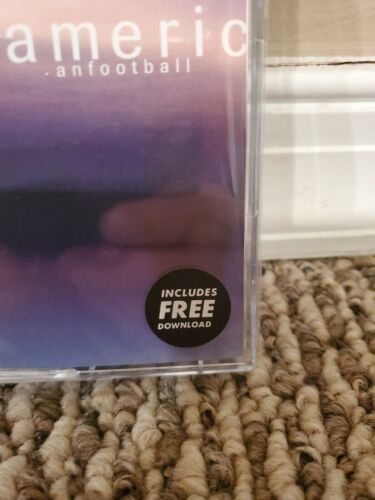 americ
-anfootball
INCLUDES
FREE
DOWNLOAD